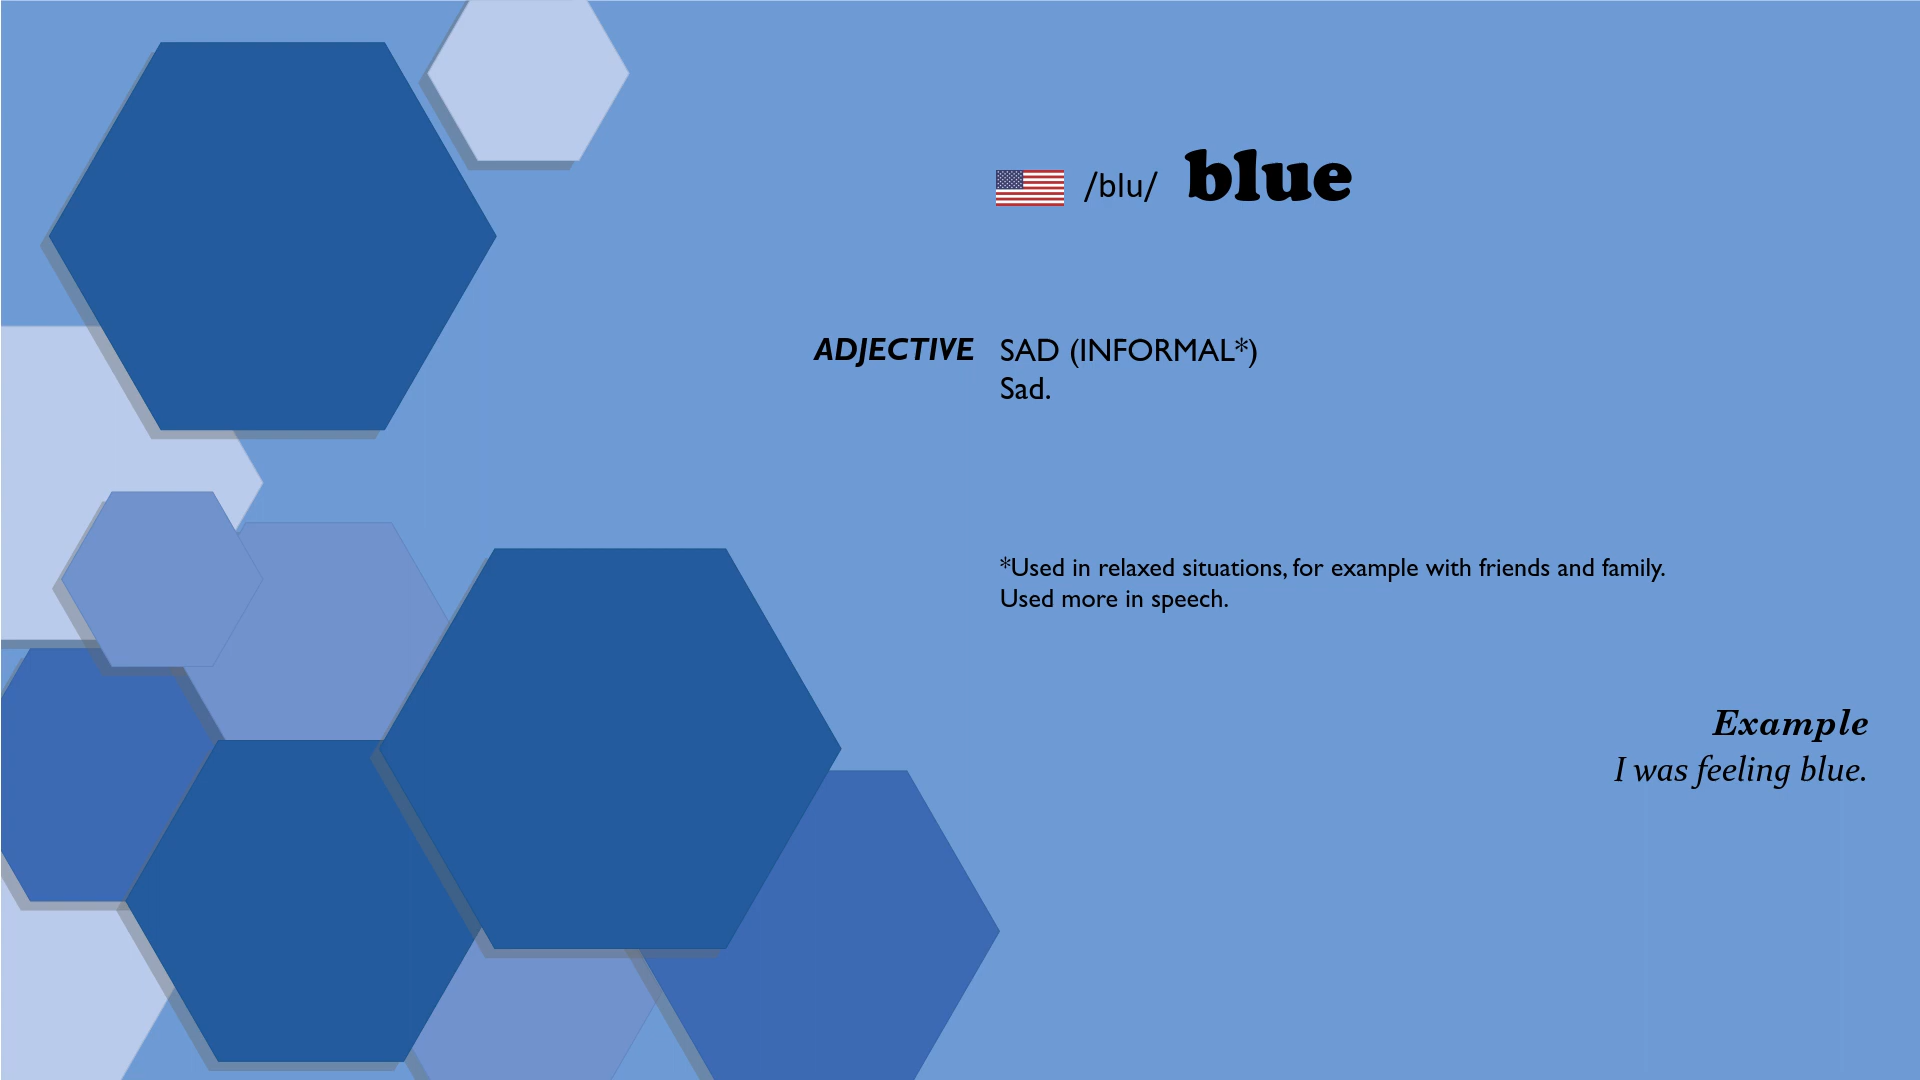 /blu/ blue
ADJECTIVE SAD (INFORMAL*)
Sad.
*Used in relaxed situations, for example with friends and family.
Used more in speech.
Example
I was feeling blue.